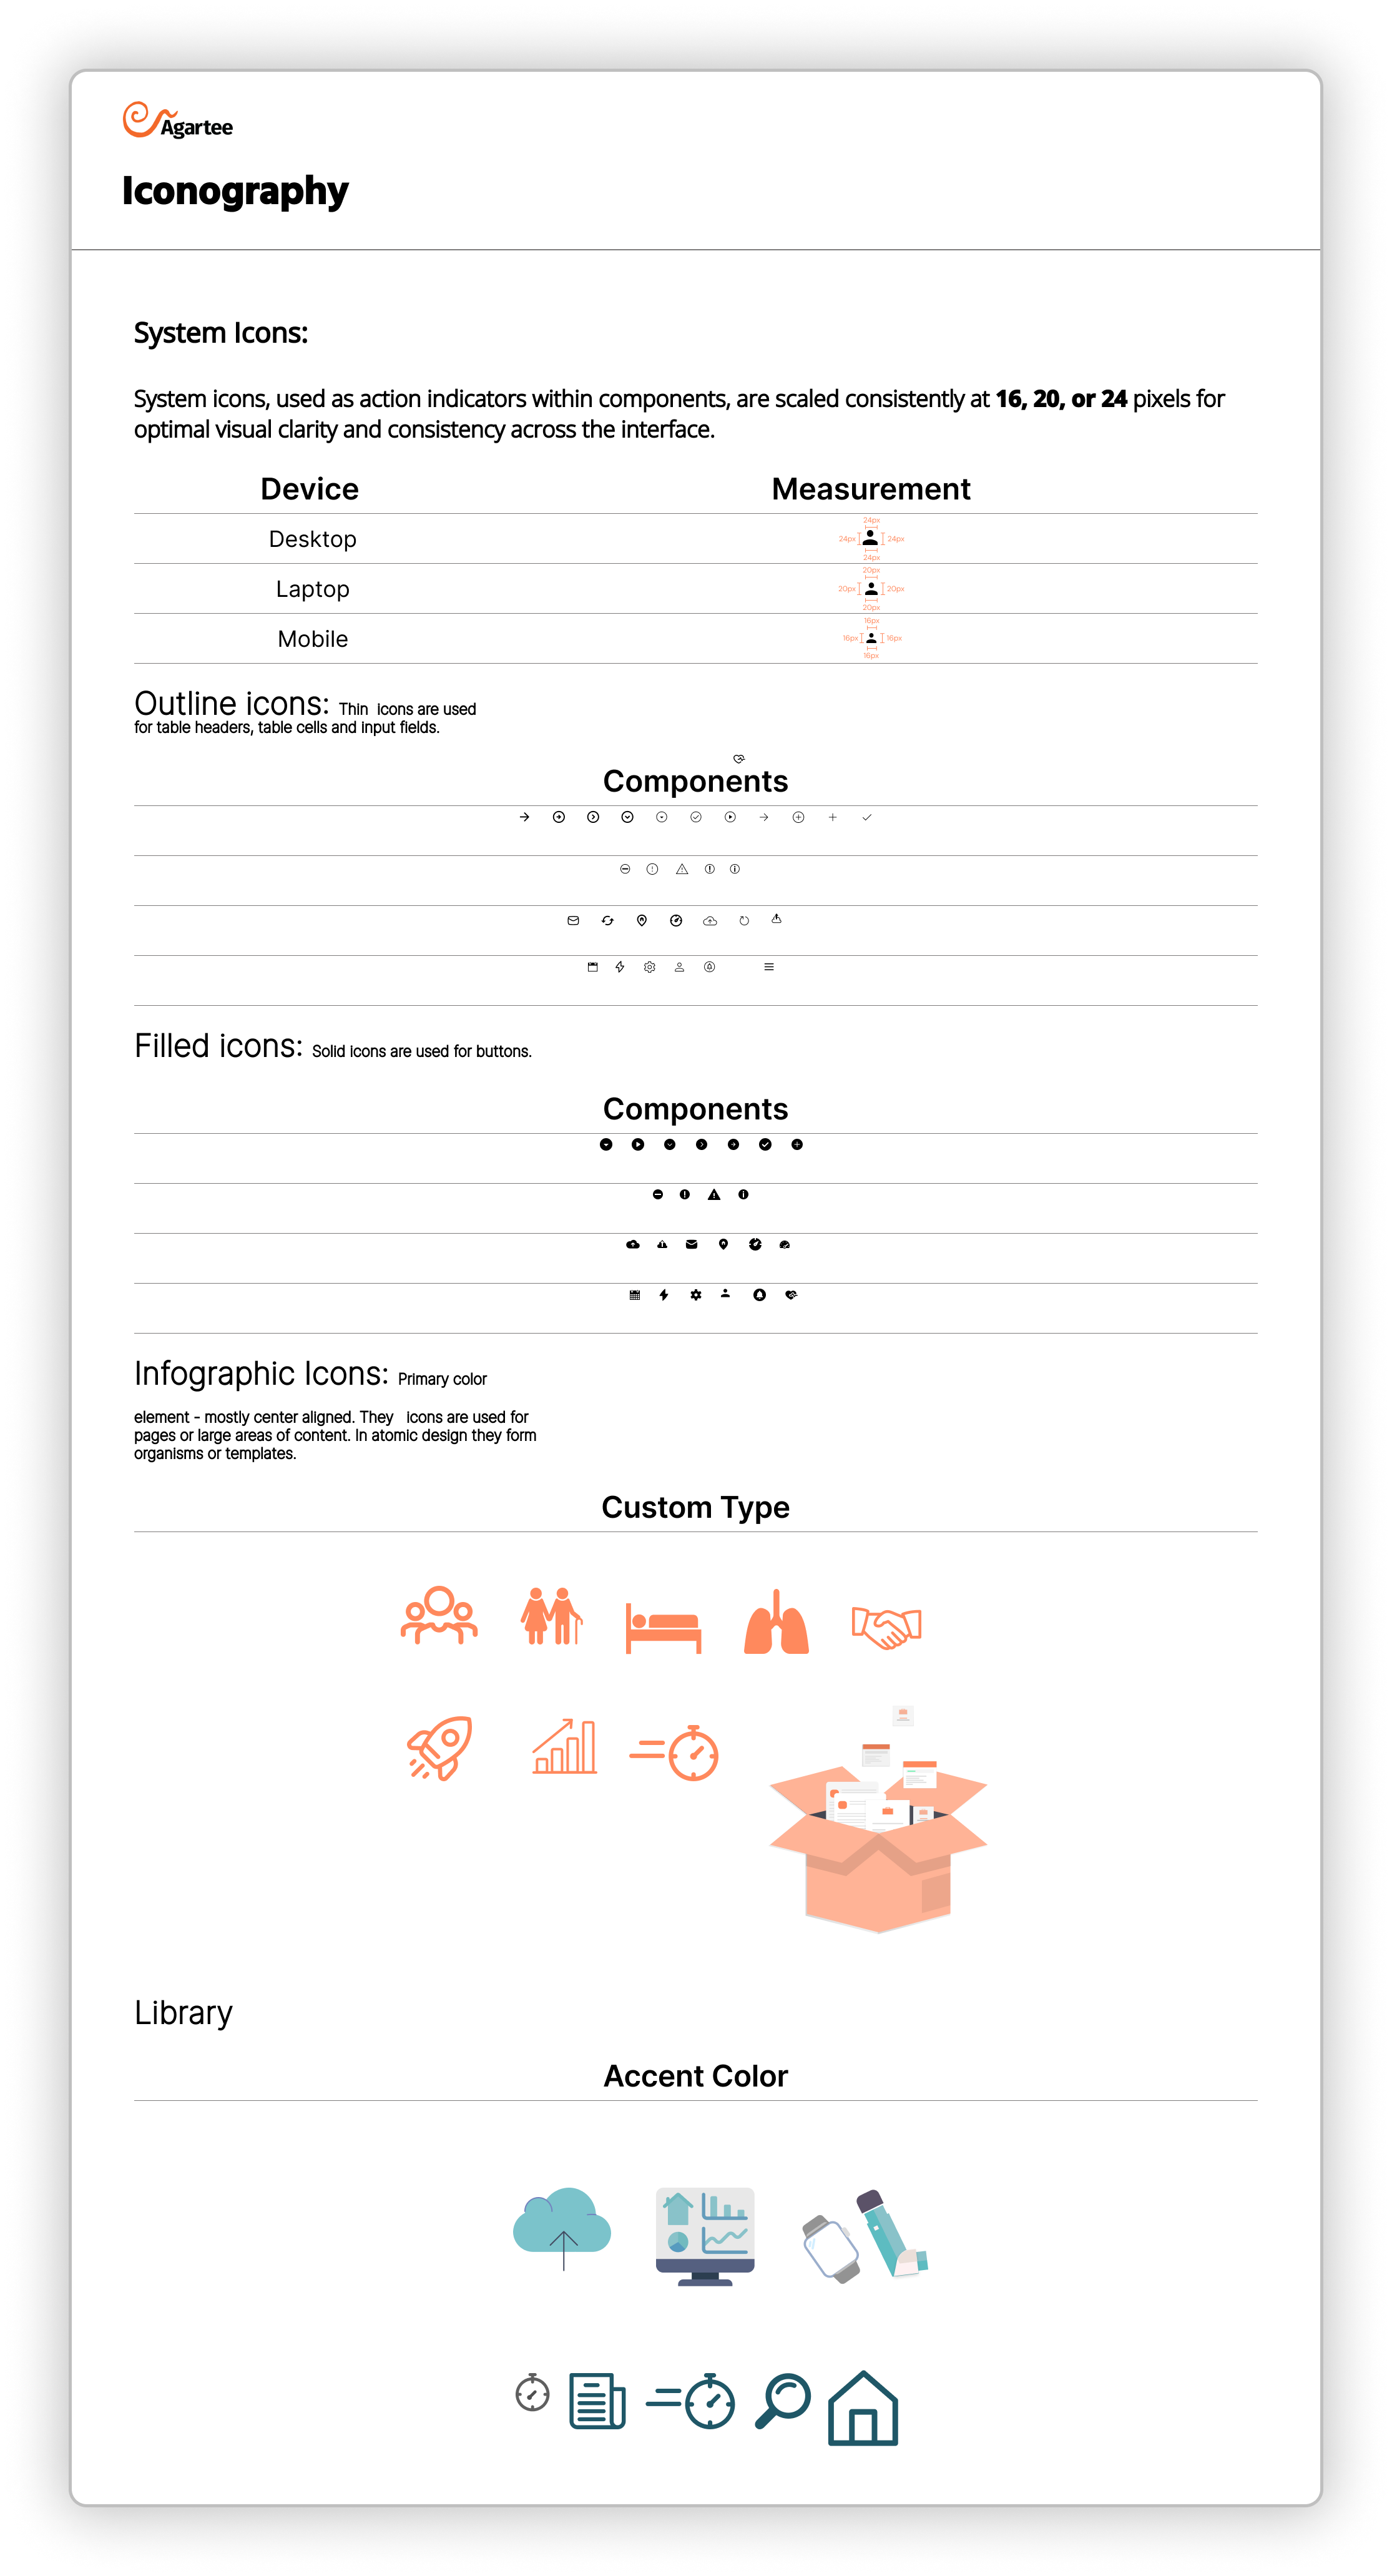 Agartee
Iconography
System Icons:
System icons, used as action indicators within components, are scaled consistently at 16, 20, or 24 pixels for
optimal visual clarity and consistency across the interface.
Device Measurement
24px
Desktop 24px 24px
24px
20px
Laptop 20px 20px
20px
16px
Mobile 16px 16px
16px
Outline icons: Thin icons are used
for table headers, table cells and input fields.
Components
Filled icons: Solid icons are used for buttons.
Components
Infographic Icons: Primary color
element - mostly center aligned. They icons are used for
pages or large areas of content. In atomic design they form
organisms or templates.
Custom Type
Library
Accent Color